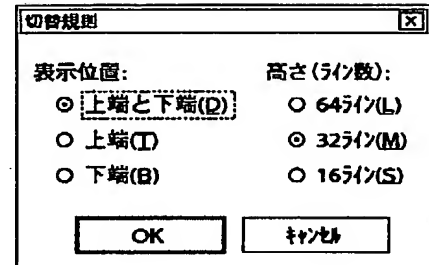 切替規則
表示位置:
上端と下端(D)
上端(T)
下端(B)
高さ(ﾗｲﾝ数):
64ﾗｲﾝ(L)
32ﾗｲﾝ(M)
16ﾗｲﾝ(S)
OK
ｷｬﾝｾﾙ